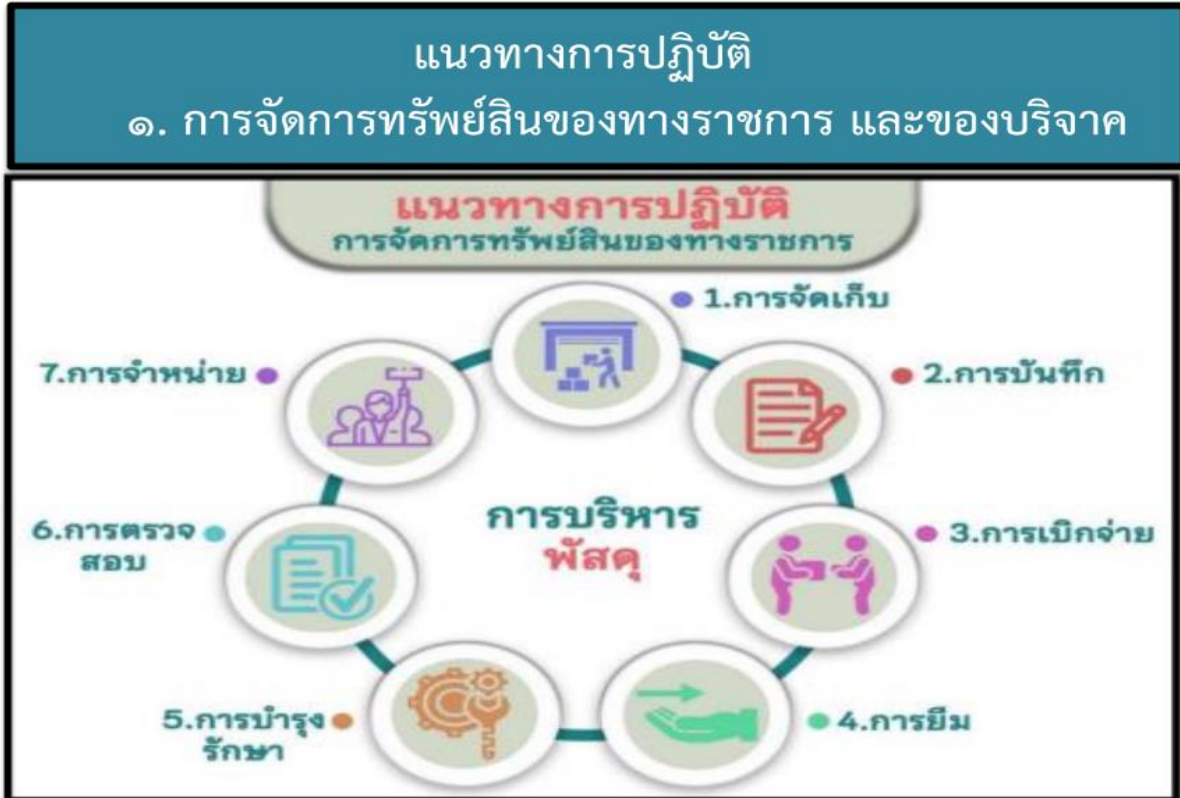 แนวทางการปฏิบัติ
๑. การจัดการทรัพย์สินของทางราชการ และของบริจาค
แนวทางการปฏิบัติ
การจัดการทรัพย์สินของทางราชการ
1.การจัดเก็บ
2.การบันทึก
3.การเบิกจ่าย
4.การยืม
5.การบำรุง
รักษา
6.การตรวจ
สอบ
7.การจำหน่าย
การบริหาร
พัสดุ